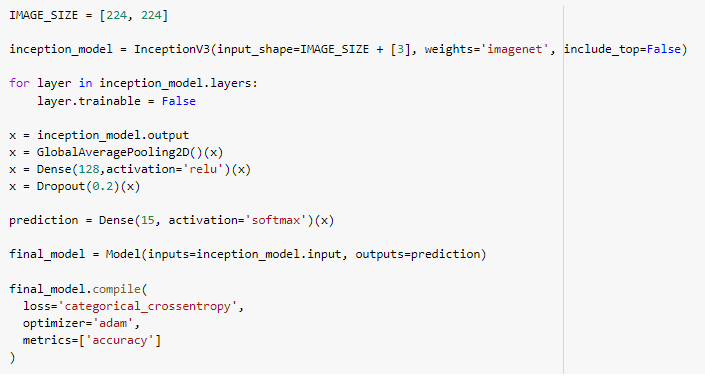 IMAGE_SIZE = [224, 224]
inception_model = InceptionV3(input_shape=IMAGE_SIZE + [3], weights='imagenet', include_top=False)
for layer in inception_model.layers:
    layer.trainable = False
x = inception_model.output
x = GlobalAveragePooling2D()(x)
x = Dense(128,activation='relu')(x)
x = Dropout(0.2)(x)
prediction = Dense(15, activation='softmax')(x)
final_model = Model(inputs=inception_model.input, outputs=prediction)
final_model.compile(
  loss='categorical_crossentropy',
  optimizer='adam',
  metrics=['accuracy']
)